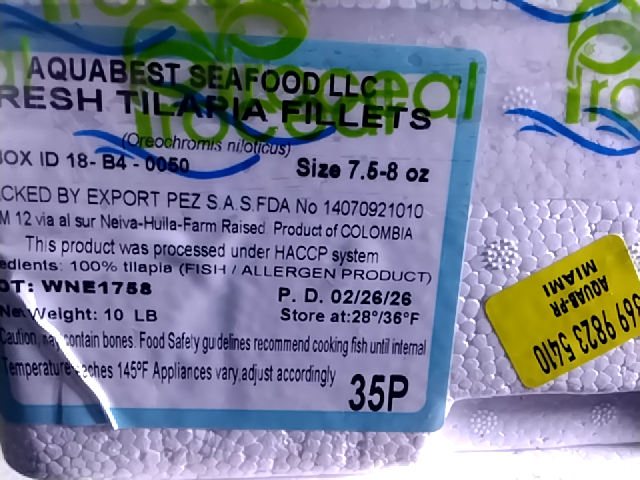 AQUABEST SEAFOOD LLC
RESH TILAPIA FILLETS
(Oreochromis niloticus)
OX ID 18- B4 - 0050
Size 7.5-8 oz
CKED BY EXPORT PEZ S.A.S.FDA No 14070921010
M 12 via al sur Neiva-Huila-Farm Raised Product of COLOMBIA
This product was processed under HACCP system
edients: 100% tilapia (FISH / ALLERGEN PRODUCT)
OT: WNE1758
P. D. 02/26/26
Net Weight: 10 LB
Store at:28°/36°F
Caution, may contain bones. Food Safety guidelines recommend cooking fish until internal
Temperature reaches 145ºF Appliances vary,adjust accordingly
35P
369 9823 5410
AQUAB-PR
MIAMI